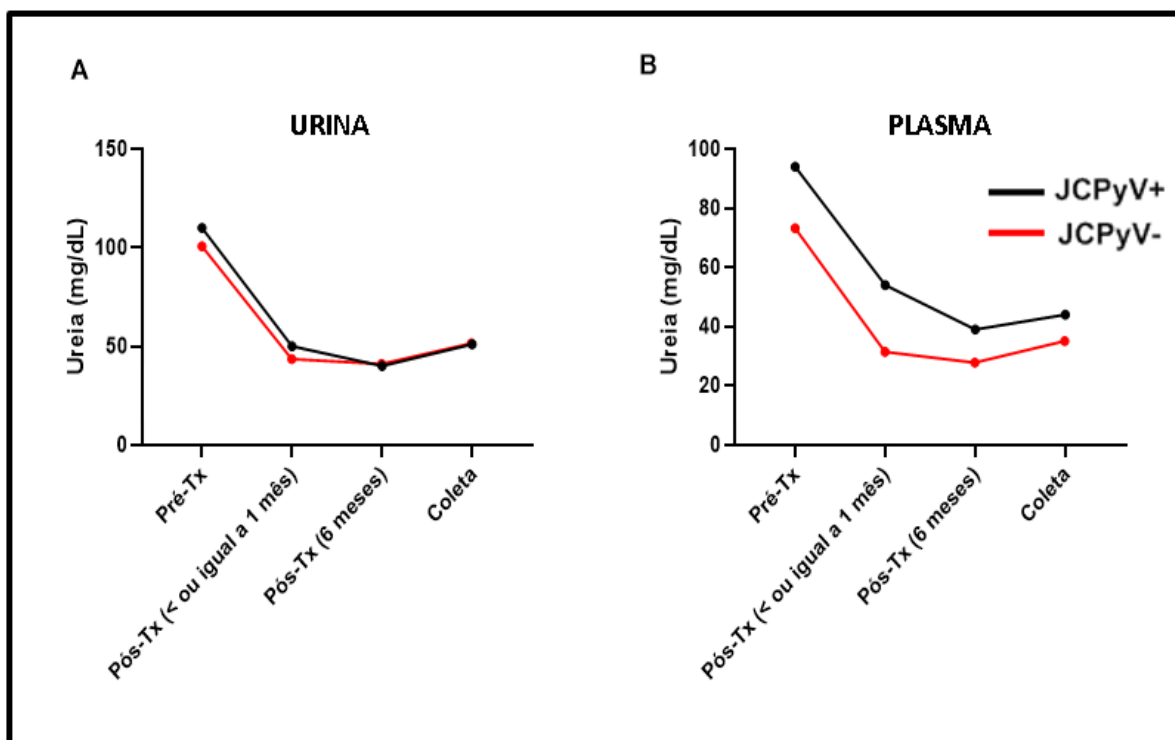 A
URINA
Ureia (mg/dL)
150
100
50
0
Pré-Tx
Pós-Tx (< ou igual a 1 mês)
Pós-Tx (6 meses)
Coleta
B
PLASMA
Ureia (mg/dL)
100
80
60
40
20
0
Pré-Tx
Pós-Tx (< ou igual a 1 mês)
Pós-Tx (6 meses)
Coleta
JCPyV+
JCPyV-